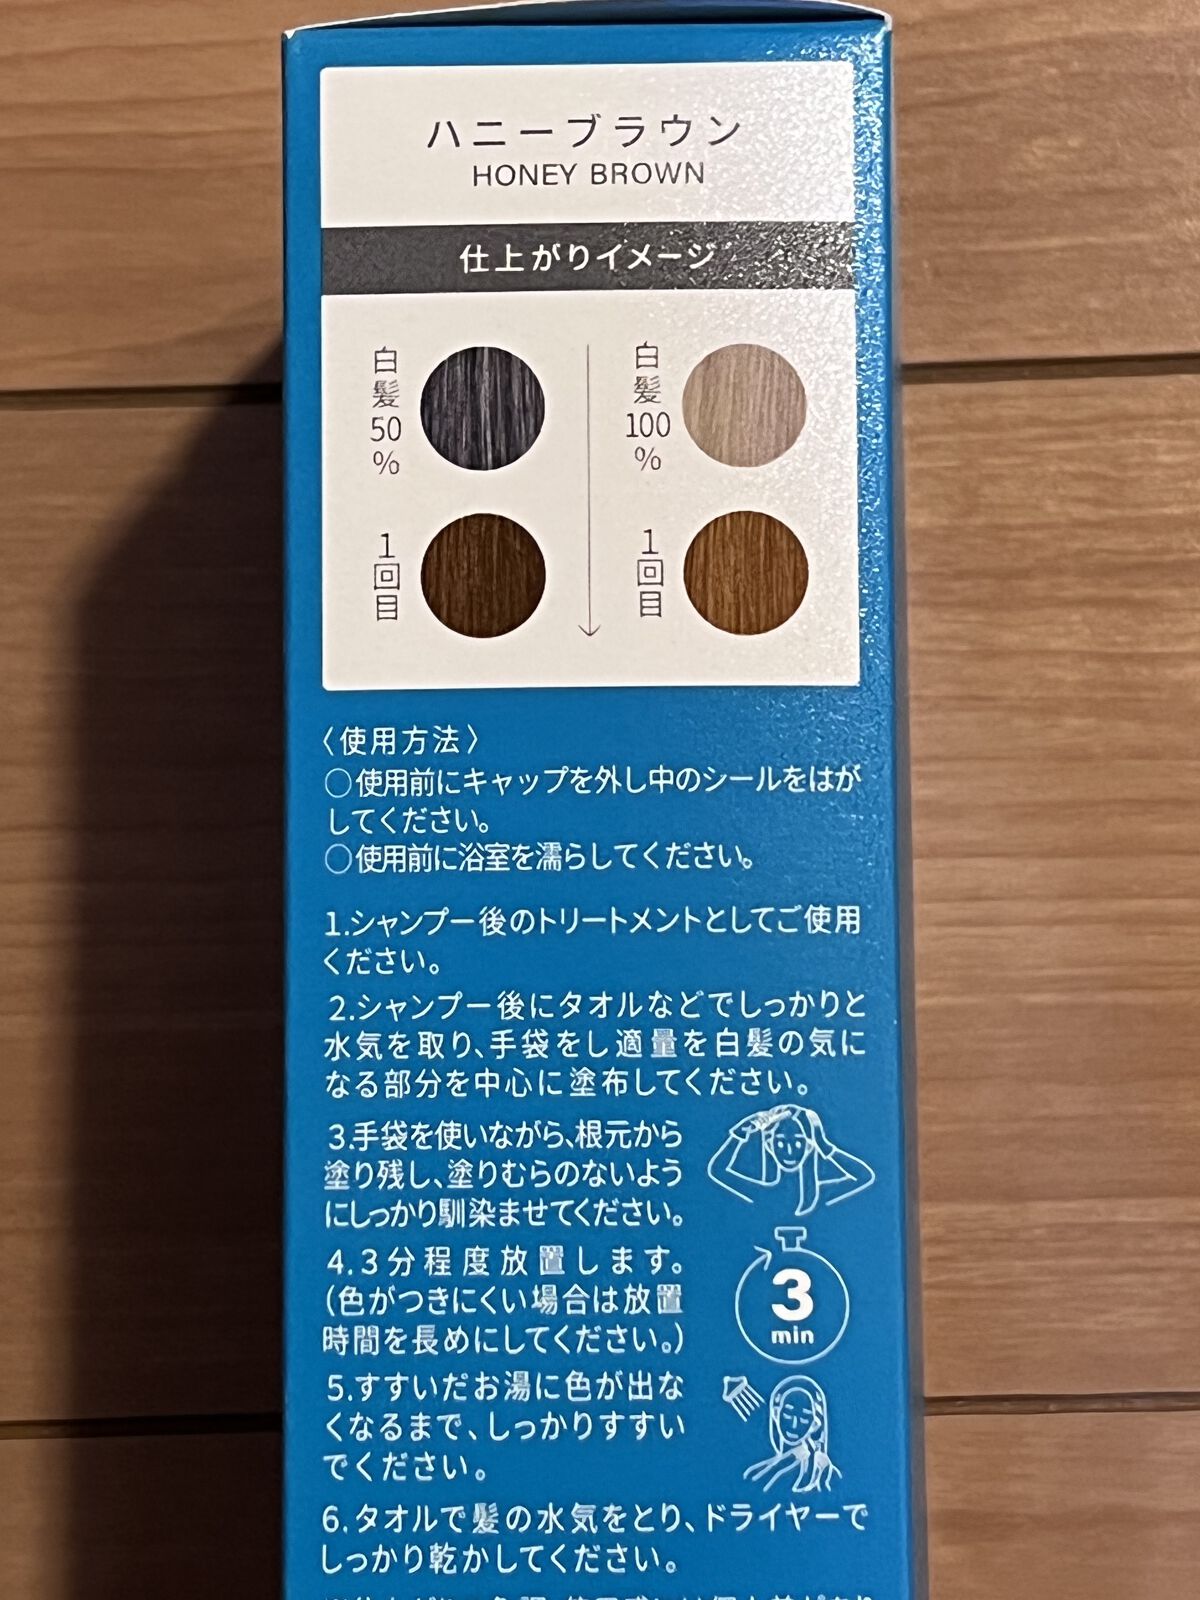 ハニーブラウン
HONEY BROWN
仕上がりイメージ
白髪50%
白髪100%
1回目
1回目
〈使用方法〉
○使用前にキャップを外し中のシールをはが
してください。
○使用前に浴室を濡らしてください。
1.シャンプー後のトリートメントとしてご使用
ください。
2.シャンプー後にタオルなどでしっかりと
水気を取り、手袋をし適量を白髪の気に
なる部分を中心に塗布してください。
3.手袋を使いながら、根元から
塗り残し、塗りむらのないよう
にしっかり馴染ませてください。
4.3分程度放置します。
(色がつきにくい場合は放置
時間を長めにしてください。)
3
min
5.すすいだお湯に色が出な
くなるまで、しっかりすすい
でください。
6.タオルで髪の水気をとり、ドライヤーで
しっかり乾かしてください。